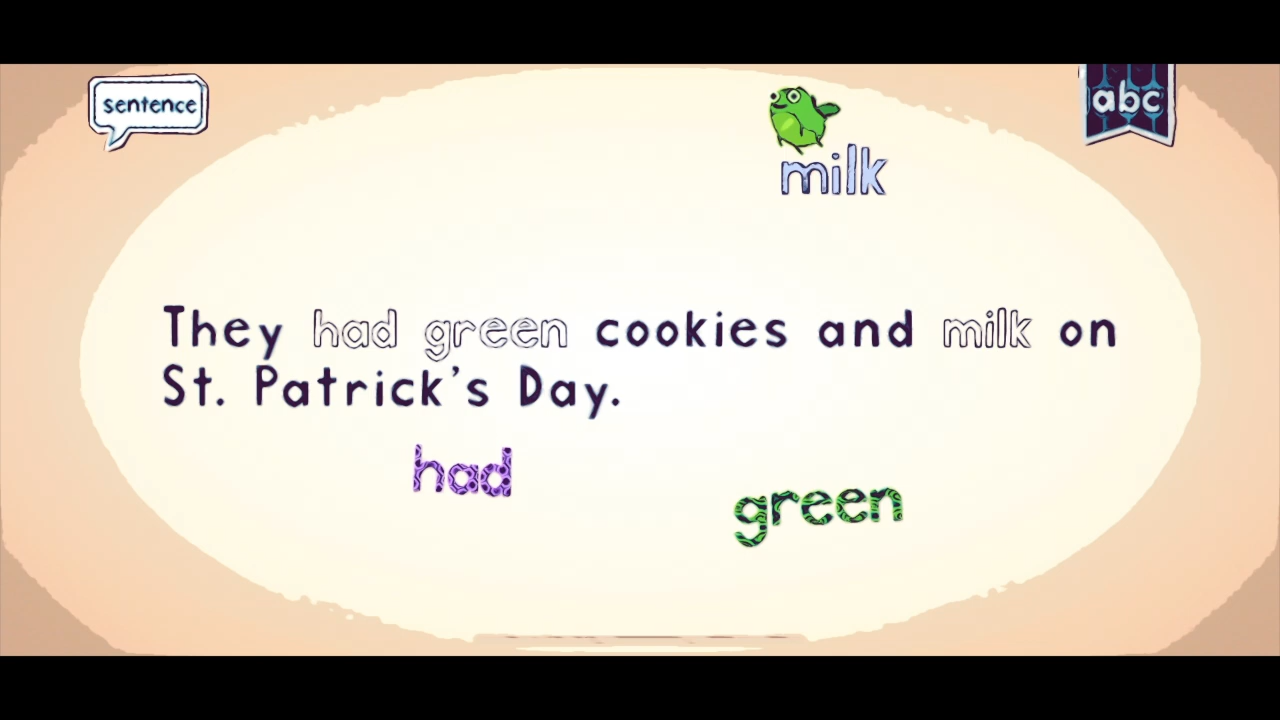 sentence
abc
milk
They had green cookies and milk on
St. Patrick's Day.
had
green